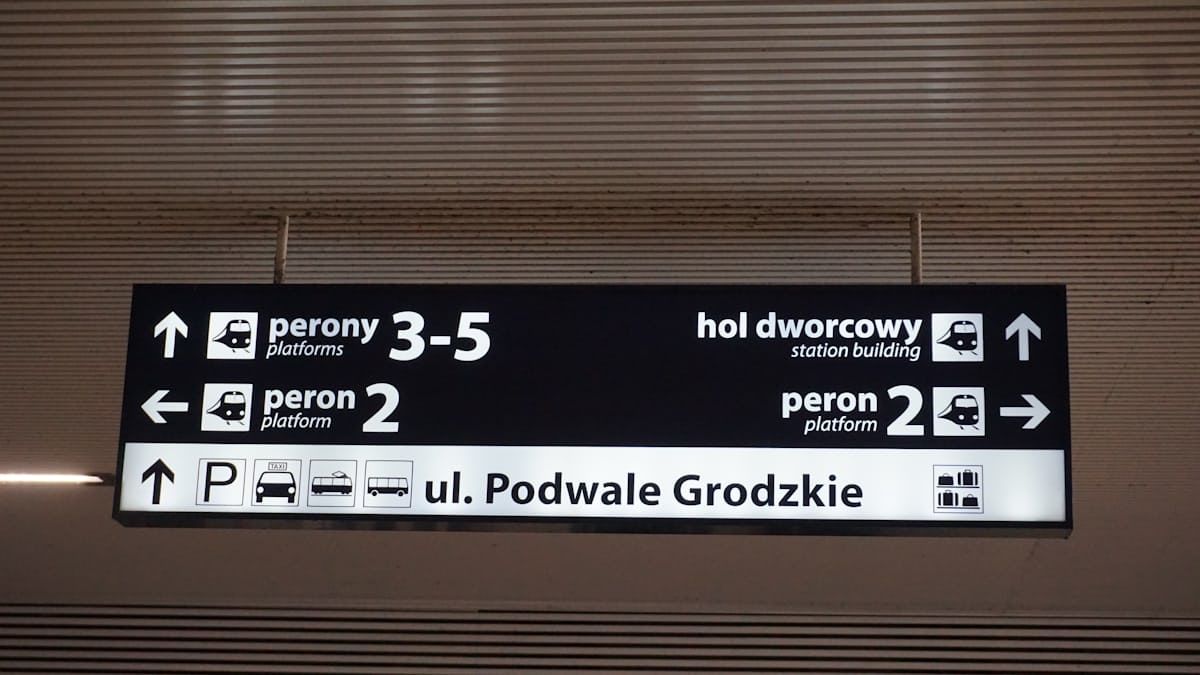 perony 3-5
platforms
hol dworcowy
station building
peron 2
platform
peron 2
platform
P TAXI ul. Podwale Grodzkie